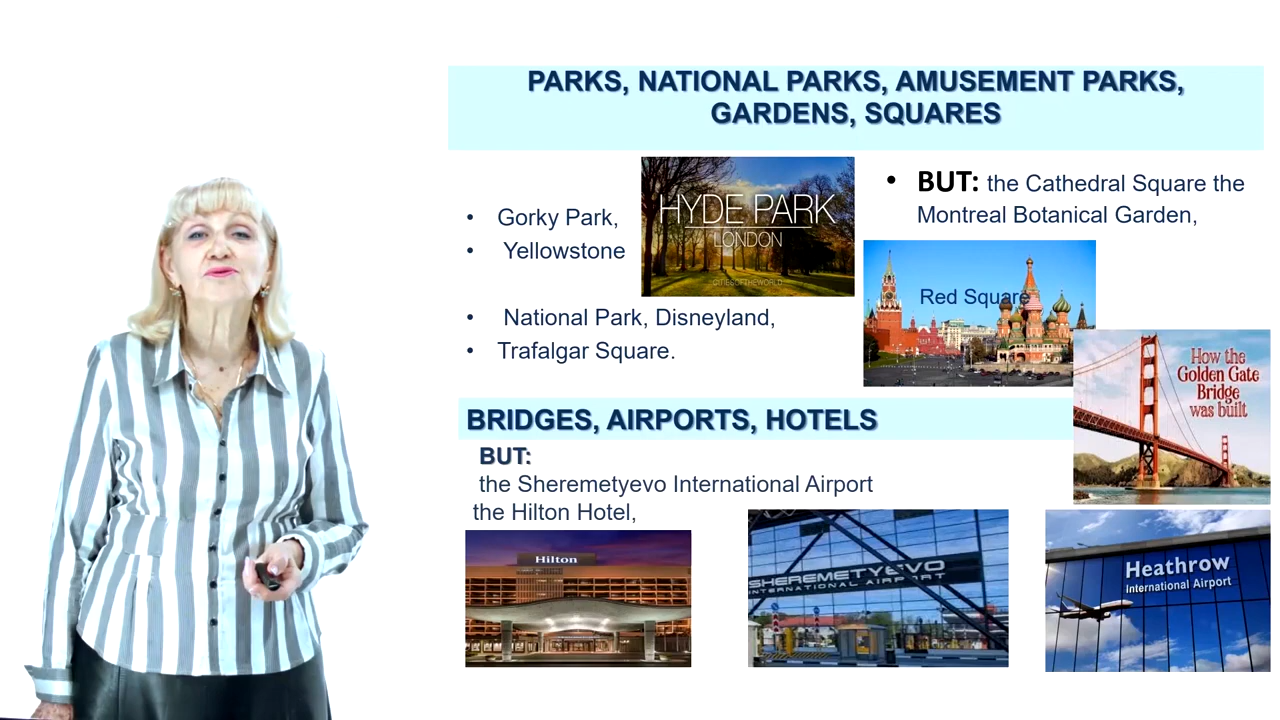 PARKS, NATIONAL PARKS, AMUSEMENT PARKS,
GARDENS, SQUARES
• Gorky Park,
• Yellowstone
• National Park, Disneyland,
• Trafalgar Square.
HYDE PARK
LONDON
CITIESOFTHEWORLD
• BUT: the Cathedral Square the
Montreal Botanical Garden,
Red Square
How the
Golden Gate
Bridge
was built
BRIDGES, AIRPORTS, HOTELS
BUT:
the Sheremetyevo International Airport
the Hilton Hotel,
Hilton
SHEREMETYEVO
INTERNATIONAL AIRPORT
Heathrow
International Airport